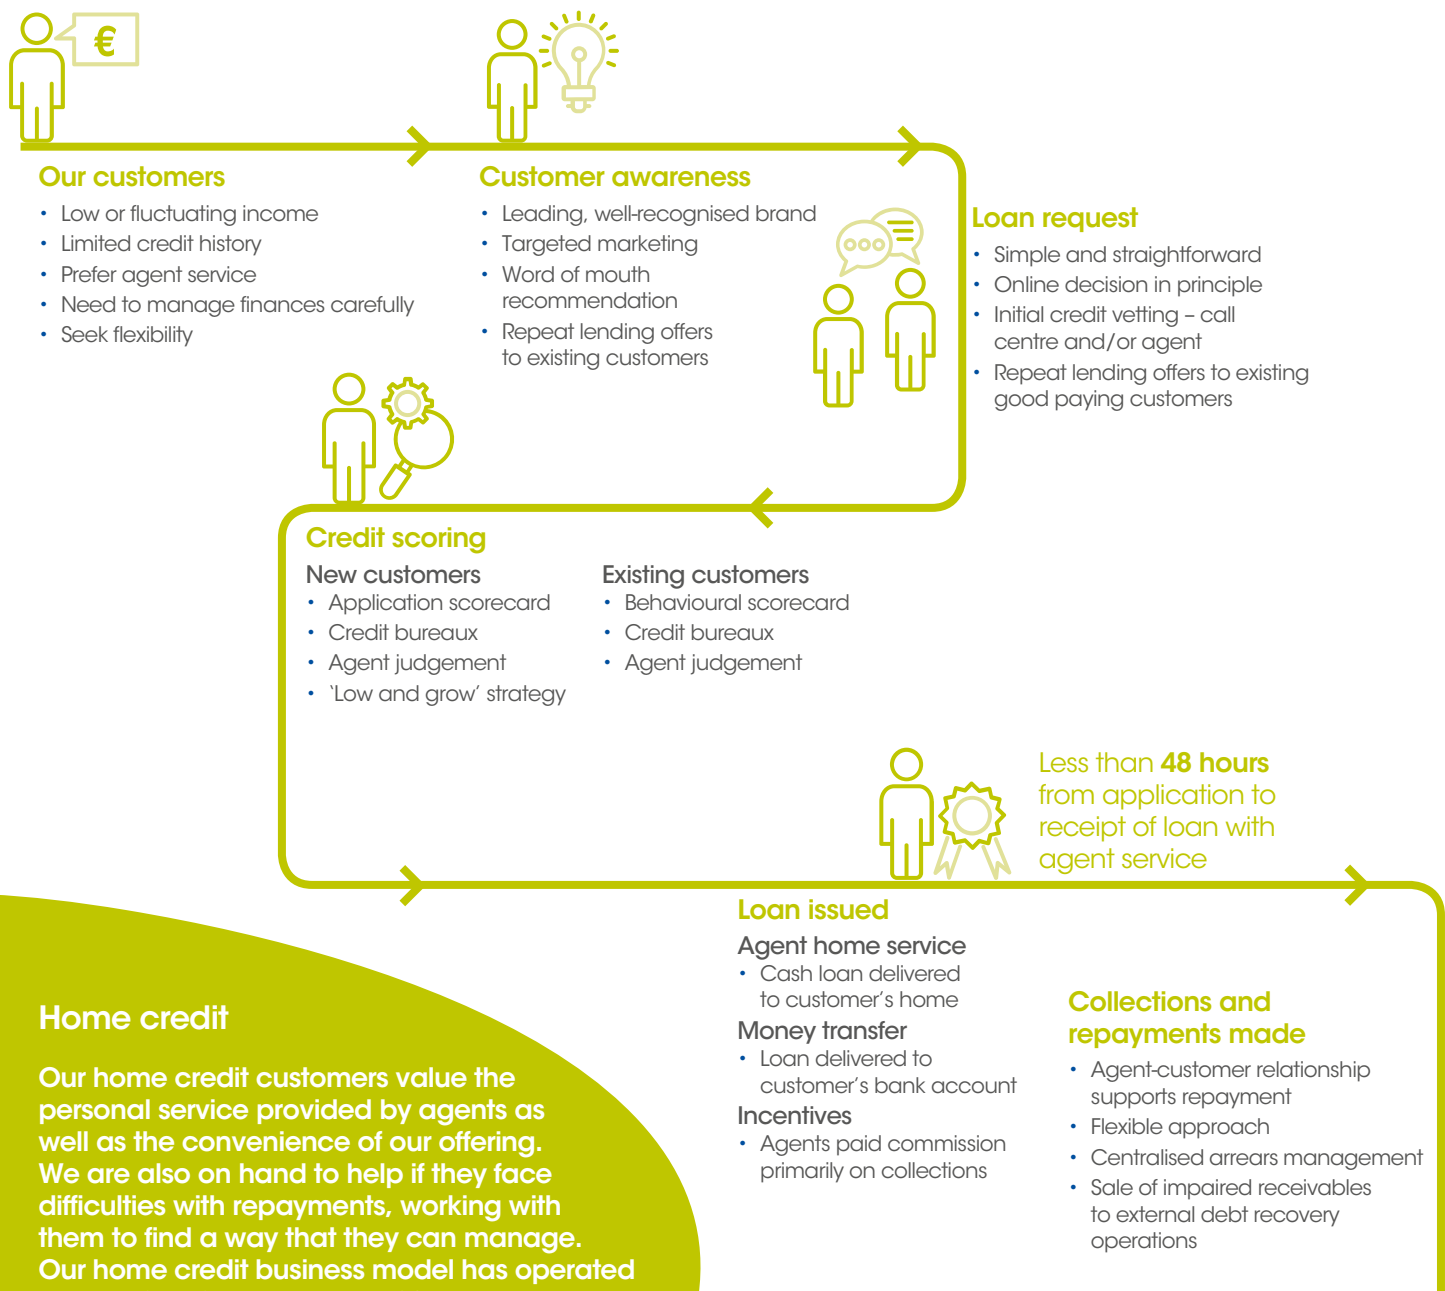 €
Our customers
• Low or fluctuating income
• Limited credit history
• Prefer agent service
• Need to manage finances carefully
• Seek flexibility
Customer awareness
• Leading, well-recognised brand
• Targeted marketing
• Word of mouth
recommendation
• Repeat lending offers
to existing customers
Loan request
• Simple and straightforward
• Online decision in principle
• Initial credit vetting – call
centre and/or agent
• Repeat lending offers to existing
good paying customers
Credit scoring
New customers
• Application scorecard
• Credit bureaux
• Agent judgement
• ‘Low and grow’ strategy
Existing customers
• Behavioural scorecard
• Credit bureaux
• Agent judgement
Less than 48 hours
from application to
receipt of loan with
agent service
Loan issued
Agent home service
• Cash loan delivered
to customer’s home
Money transfer
• Loan delivered to
customer’s bank account
Incentives
• Agents paid commission
primarily on collections
Collections and
repayments made
• Agent-customer relationship
supports repayment
• Flexible approach
• Centralised arrears management
• Sale of impaired receivables
to external debt recovery
operations
Home credit
Our home credit customers value the
personal service provided by agents as
well as the convenience of our offering.
We are also on hand to help if they face
difficulties with repayments, working with
them to find a way that they can manage.
Our home credit business model has operated